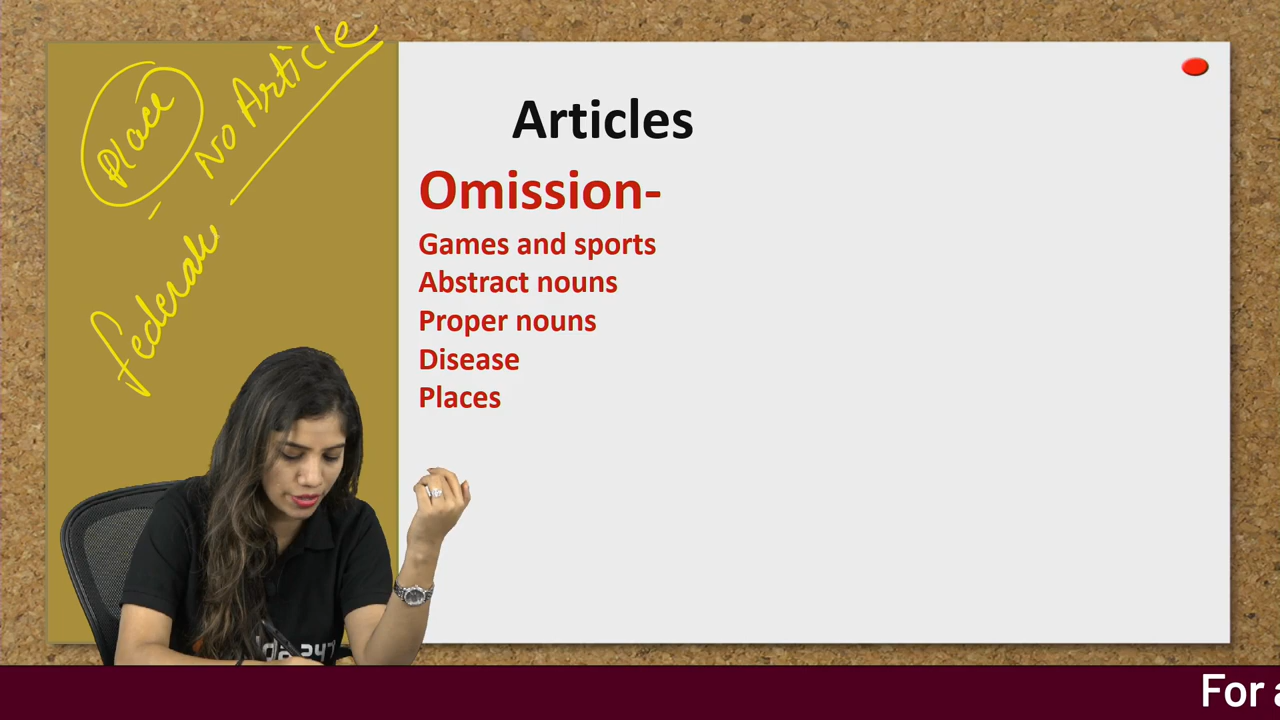 Place
No Article
Federal
Articles
Omission-
Games and sports
Abstract nouns
Proper nouns
Disease
Places
For